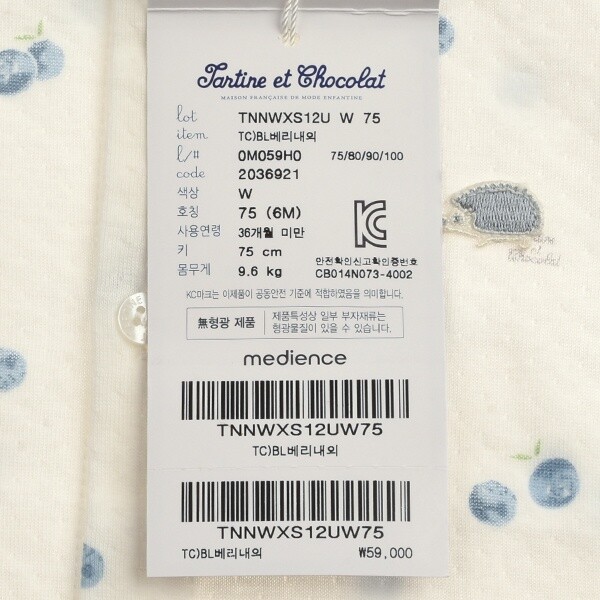 Tartine et Chocolat
MAISON FRANÇAISE DE MODE ENFANTINE
lot TNNWXS12U W 75
item TC)BL베리내의
l/# 0M059H0 75/80/90/100
code 2036921
색상 W
호칭 75 (6M)
사용연령 36개월 미만
키 75 cm
몸무게 9.6 kg
안전확인신고확인증번호
CB014N073-4002
KC마크는 이제품이 공동안전 기준에 적합하였음을 의미합니다.
無형광 제품
제품특성상 일부 부자재류는
형광물질이 있을 수 있습니다.
medience
TNNWXS12UW75
TC)BL베리내의
TNNWXS12UW75
TC)BL베리내의 ₩59,000